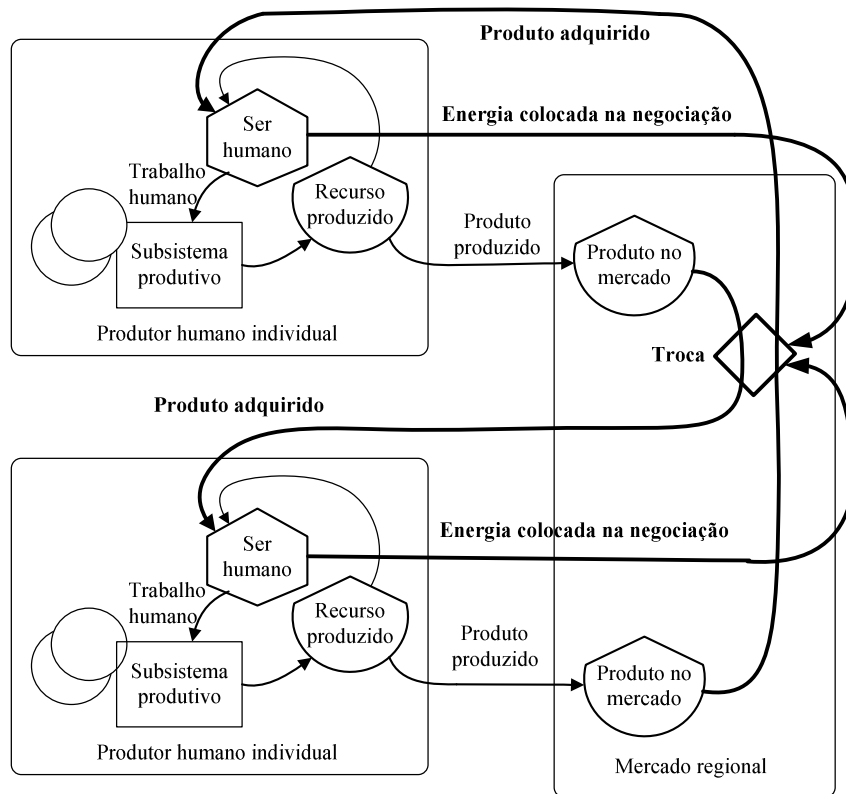 Produto adquirido
Energia colocada na negociação
Ser
humano
Trabalho
humano
Recurso
produzido
Subsistema
produtivo
Produto
produzido
Produto no
mercado
Produtor humano individual
Troca
Produto adquirido
Energia colocada na negociação
Ser
humano
Trabalho
humano
Recurso
produzido
Subsistema
produtivo
Produto
produzido
Produto no
mercado
Produtor humano individual
Mercado regional